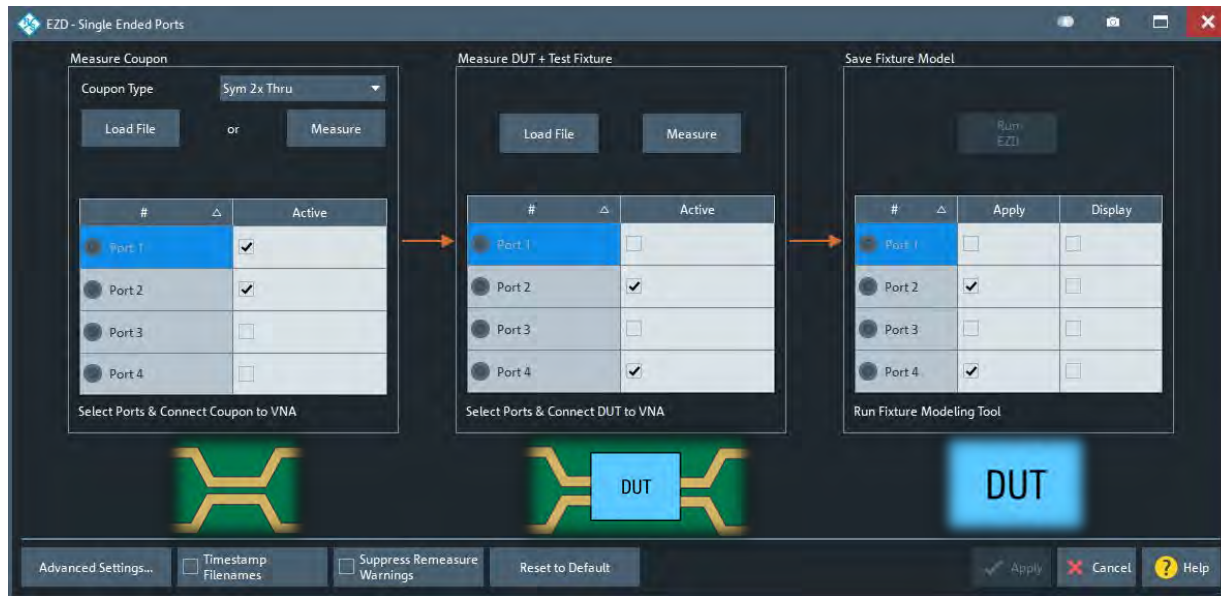 EZD - Single Ended Ports
Measure Coupon
Coupon Type Sym 2x Thru
Load File or Measure
# Active
Port 1
Port 2
Port 3
Port 4
Select Ports & Connect Coupon to VNA
Measure DUT + Test Fixture
Load File Measure
# Active
Port 1
Port 2
Port 3
Port 4
Select Ports & Connect DUT to VNA
DUT
Save Fixture Model
Run
EZD
# Apply Display
Port 1
Port 2
Port 3
Port 4
Run Fixture Modeling Tool
DUT
Advanced Settings...
Timestamp
Filenames
Suppress Remeasure
Warnings
Reset to Default
Apply
Cancel
? Help